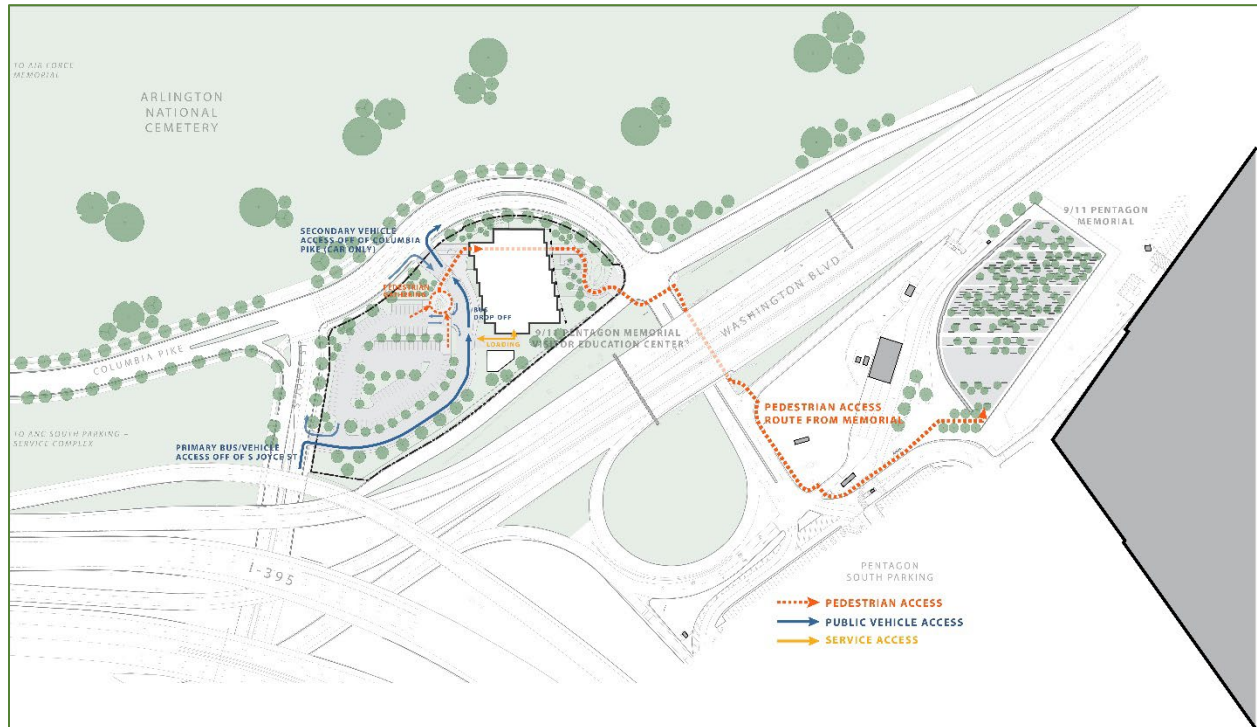 TO AIR FORCE
MEMORIAL
ARLINGTON
NATIONAL
CEMETERY
SECONDARY VEHICLE
ACCESS OFF OF COLUMBIA
PIKE (CAR ONLY)
PEDESTRIAN
BUS
DROP OFF
LOADING
9/11 PENTAGON MEMORIAL
VISITOR EDUCATION CENTER
9/11 PENTAGON
MEMORIAL
WASHINGTON BLVD
COLUMBIA PIKE
PEDESTRIAN ACCESS
ROUTE FROM MEMORIAL
TO ANC SOUTH PARKING –
SERVICE COMPLEX
PRIMARY BUS/VEHICLE
ACCESS OFF OF S JOYCE ST
I-395
PENTAGON
SOUTH PARKING
PEDESTRIAN ACCESS
PUBLIC VEHICLE ACCESS
SERVICE ACCESS